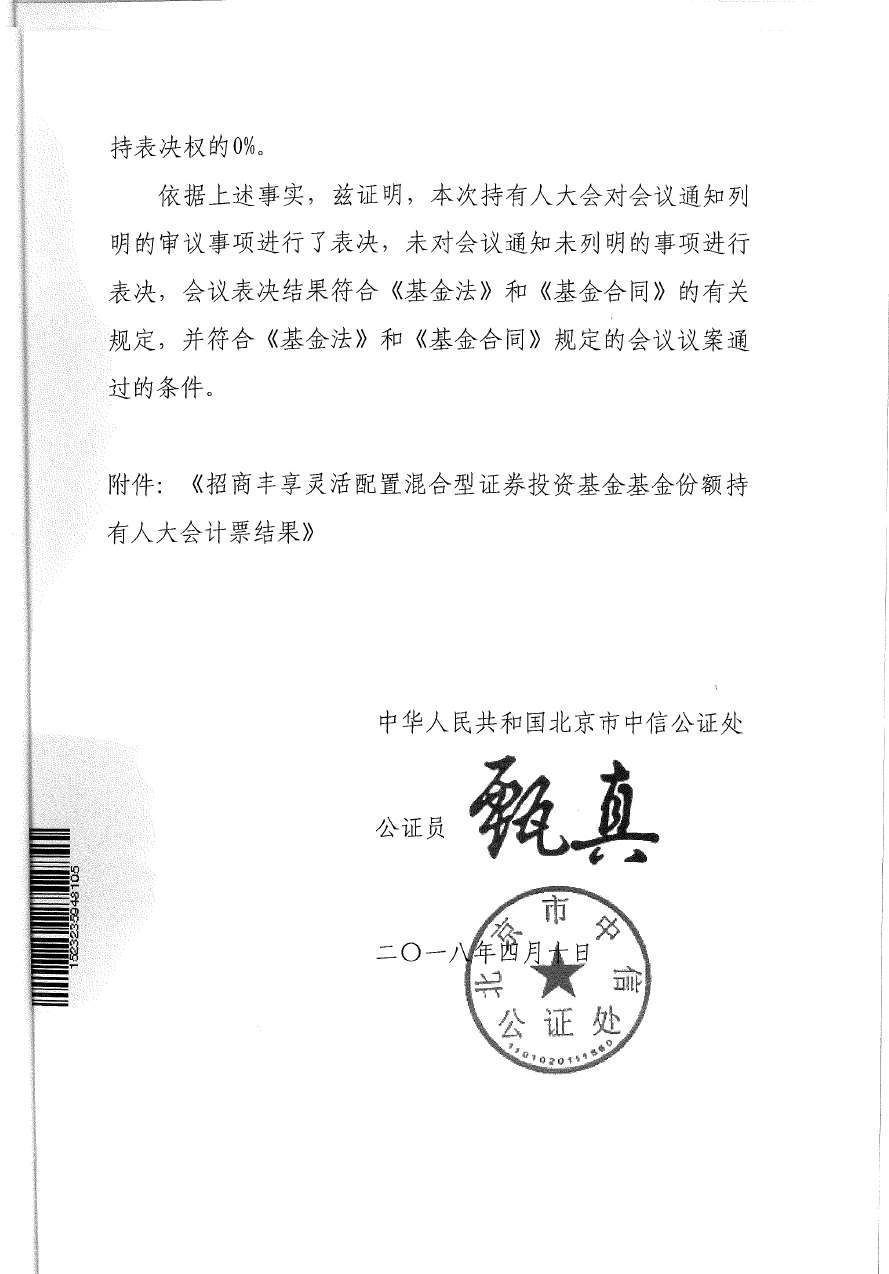 持表决权的0%。
依据上述事实，兹证明，本次持有人大会对会议通知列
明的审议事项进行了表决，未对会议通知未列明的事项进行
表决，会议表决结果符合《基金法》和《基金合同》的有关
规定，并符合《基金法》和《基金合同》规定的会议议案通
过的条件。
附件：《招商丰享灵活配置混合型证券投资基金基金份额持
有人大会计票结果》
中华人民共和国北京市中信公证处
公证员 甄真
二〇一八年四月十日
北京市中信
公证处
1523235948105